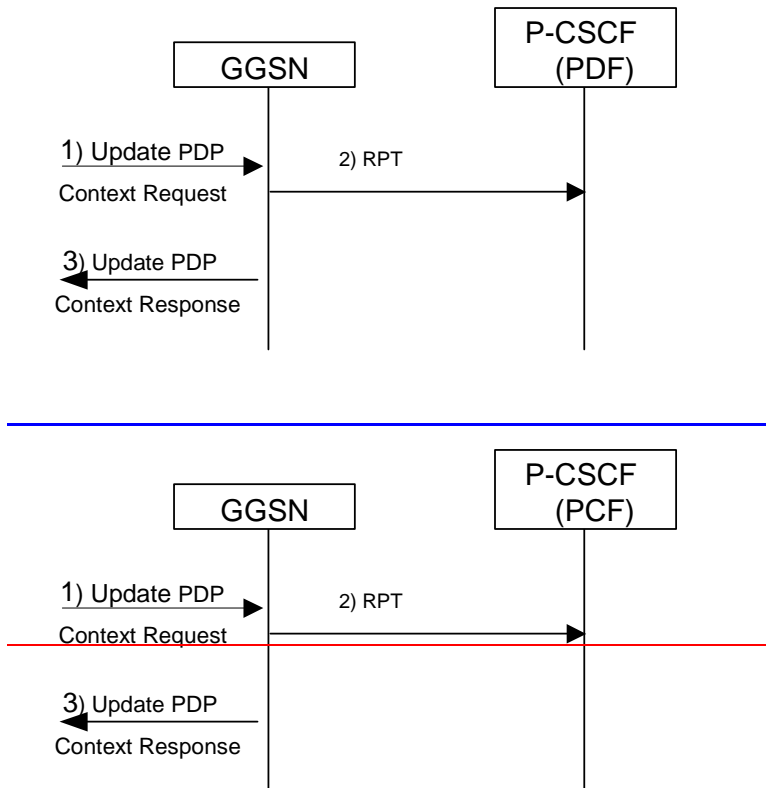 P-CSCF
(PDF)
GGSN
1) Update PDP
Context Request
2) RPT
3) Update PDP
Context Response
P-CSCF
(PCF)
GGSN
1) Update PDP
Context Request
2) RPT
3) Update PDP
Context Response